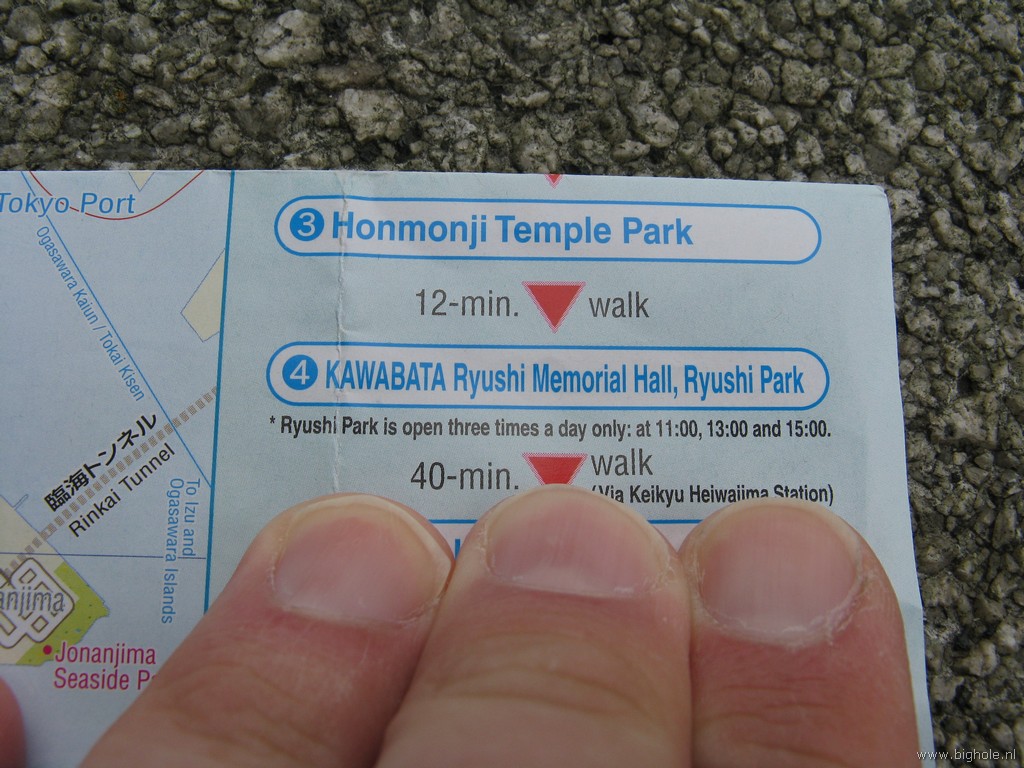 Tokyo Port
Ogasawara Kaiun / Tokai Kisen
臨海トンネル
Rinkai Tunnel
To Izu and
Ogasawara Islands
Jonanjima
Seaside
3 Honmonji Temple Park
12-min. walk
4 KAWABATA Ryushi Memorial Hall, Ryushi Park
* Ryushi Park is open three times a day only: at 11:00, 13:00 and 15:00.
40-min. walk
(Via Keikyu Heiwajima Station)
www.bighole.nl